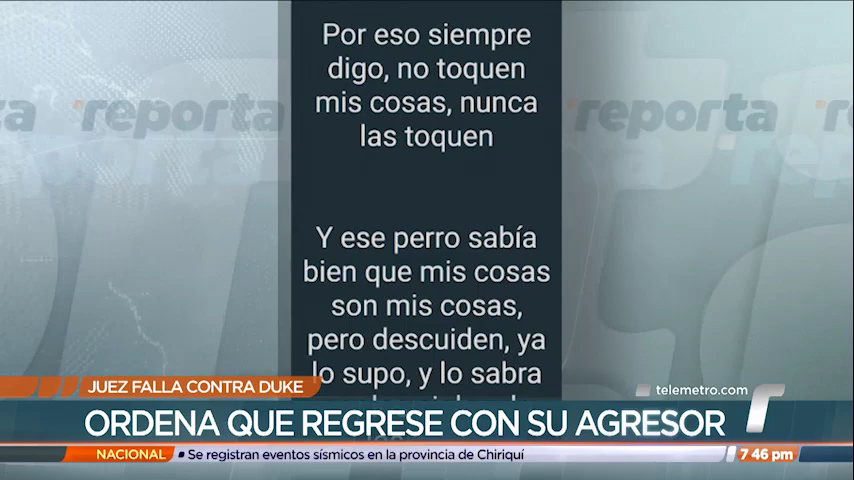 Por eso siempre
digo, no toquen
mis cosas, nunca
las toquen
Y ese perro sabía
bien que mis cosas
son mis cosas,
pero descuiden, ya
lo supo, y lo sabra
reporta
reporta
reporta
telemetro.com
JUEZ FALLA CONTRA DUKE
ORDENA QUE REGRESE CON SU AGRESOR
NACIONAL
• Se registran eventos sísmicos en la provincia de Chiriquí
7:46 pm